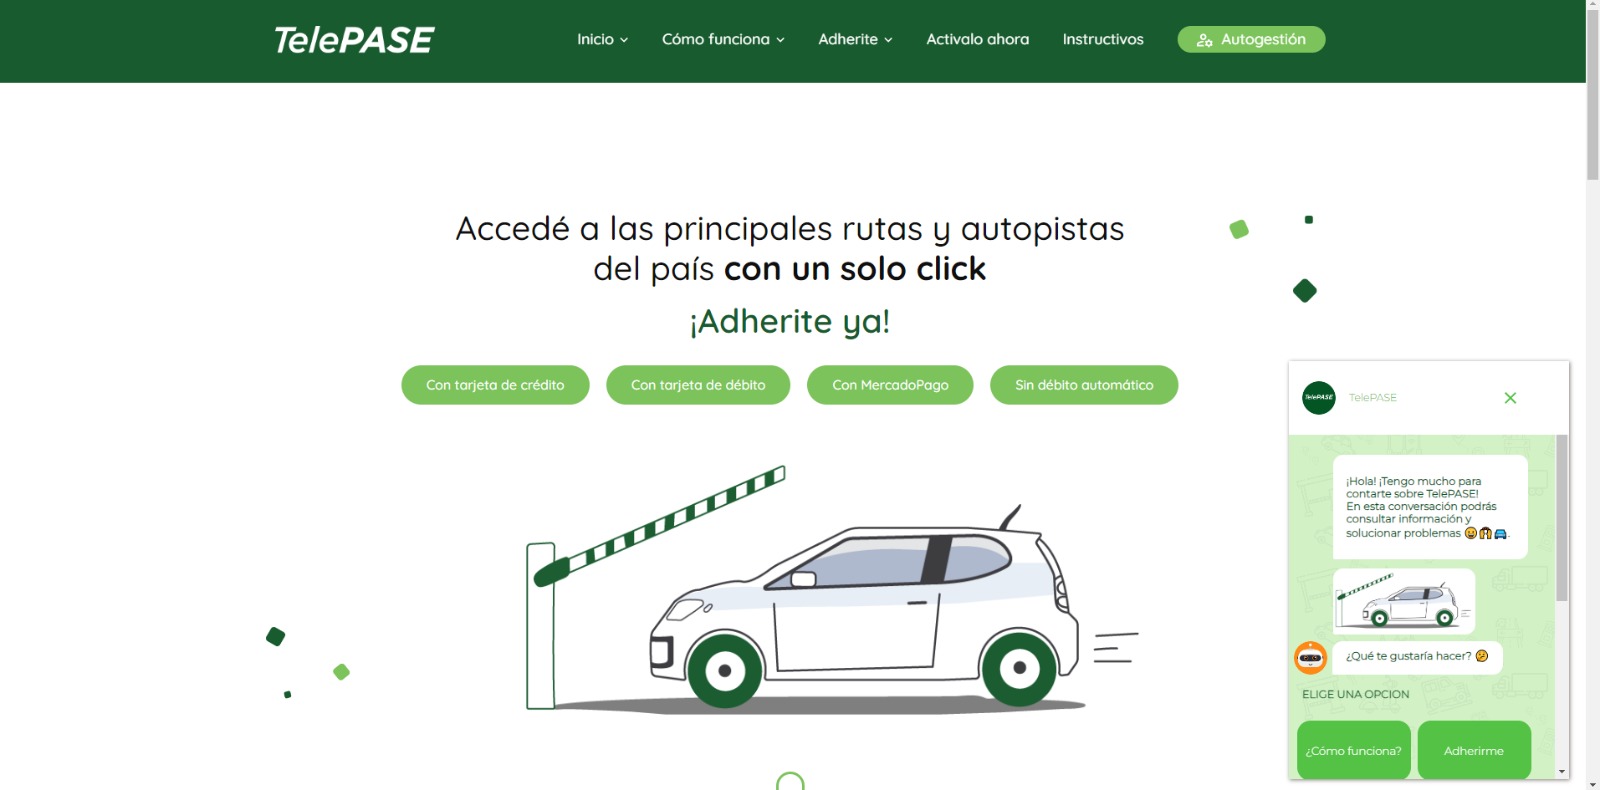 TelePASE
Inicio
Cómo funciona
Adherite
Activalo ahora
Instructivos
Autogestión
Accedé a las principales rutas y autopistas
del país con un solo click
¡Adherite ya!
Con tarjeta de crédito
Con tarjeta de débito
Con MercadoPago
Sin débito automático
TelePASE
TelePASE
¡Hola! ¡Tengo mucho para
contarte sobre TelePASE!
En esta conversación podrás
consultar información y
solucionar problemas 😀🙌🚘.
¿Qué te gustaría hacer? 🤔
ELIGE UNA OPCION
¿Cómo funciona?
Adherirme